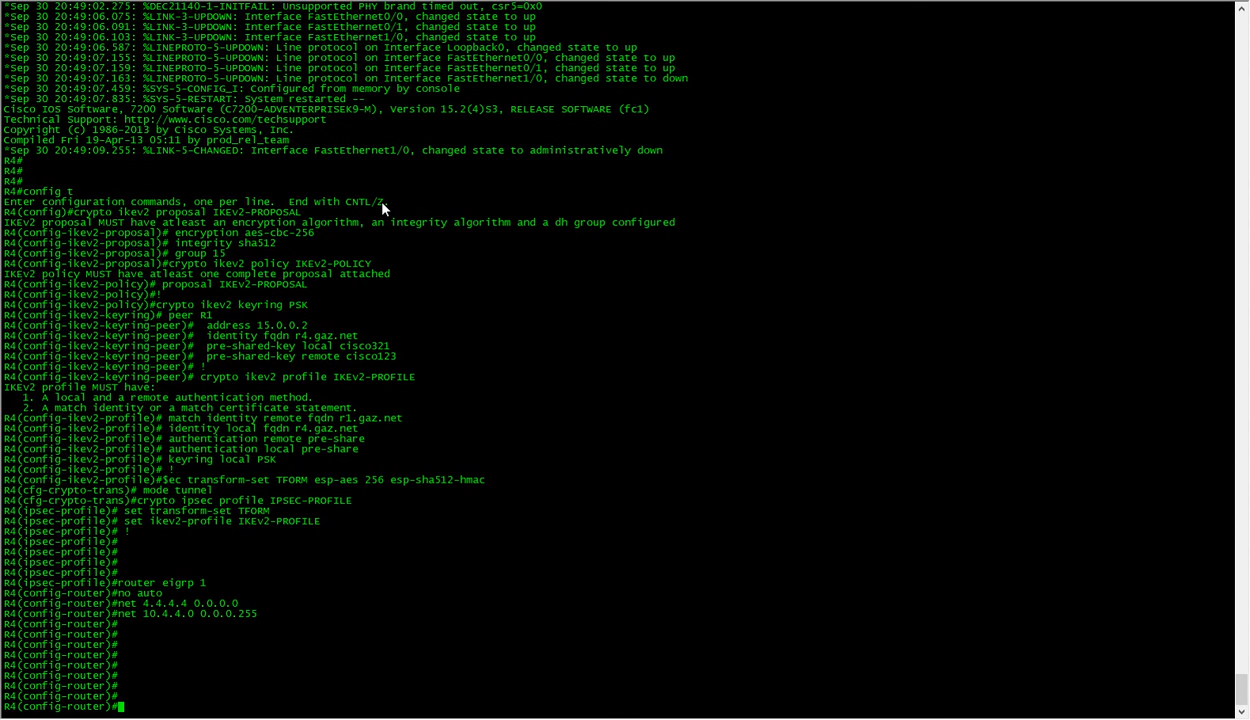 *Sep 30 20:49:02.275: %DEC21140-1-INITFAIL: Unsupported PHY brand timed out, csr5=0x0
*Sep 30 20:49:06.075: %LINK-3-UPDOWN: Interface FastEthernet0/0, changed state to up
*Sep 30 20:49:06.091: %LINK-3-UPDOWN: Interface FastEthernet0/1, changed state to up
*Sep 30 20:49:06.103: %LINK-3-UPDOWN: Interface FastEthernet1/0, changed state to up
*Sep 30 20:49:06.587: %LINEPROTO-5-UPDOWN: Line protocol on Interface Loopback0, changed state to up
*Sep 30 20:49:07.155: %LINEPROTO-5-UPDOWN: Line protocol on Interface FastEthernet0/0, changed state to up
*Sep 30 20:49:07.159: %LINEPROTO-5-UPDOWN: Line protocol on Interface FastEthernet0/1, changed state to up
*Sep 30 20:49:07.163: %LINEPROTO-5-UPDOWN: Line protocol on Interface FastEthernet1/0, changed state to down
*Sep 30 20:49:07.459: %SYS-5-CONFIG_I: Configured from memory by console
*Sep 30 20:49:07.835: %SYS-5-RESTART: System restarted --
Cisco IOS Software, 7200 Software (C7200-ADVENTERPRISEK9-M), Version 15.2(4)S3, RELEASE SOFTWARE (fc1)
Technical Support: http://www.cisco.com/techsupport
Copyright (c) 1986-2013 by Cisco Systems, Inc.
Compiled Fri 19-Apr-13 05:11 by prod_rel_team
*Sep 30 20:49:09.255: %LINK-5-CHANGED: Interface FastEthernet1/0, changed state to administratively down
R4#
R4#
R4#
R4#config t
Enter configuration commands, one per line.  End with CNTL/Z.
R4(config)#crypto ikev2 proposal IKEv2-PROPOSAL
IKEv2 proposal MUST have atleast an encryption algorithm, an integrity algorithm and a dh group configured
R4(config-ikev2-proposal)# encryption aes-cbc-256
R4(config-ikev2-proposal)# integrity sha512
R4(config-ikev2-proposal)# group 15
R4(config-ikev2-proposal)#crypto ikev2 policy IKEv2-POLICY
IKEv2 policy MUST have atleast one complete proposal attached
R4(config-ikev2-policy)# proposal IKEv2-PROPOSAL
R4(config-ikev2-policy)#!
R4(config-ikev2-policy)#crypto ikev2 keyring PSK
R4(config-ikev2-keyring)# peer R1
R4(config-ikev2-keyring-peer)#  address 15.0.0.2
R4(config-ikev2-keyring-peer)#  identity fqdn r4.gaz.net
R4(config-ikev2-keyring-peer)#  pre-shared-key local cisco321
R4(config-ikev2-keyring-peer)#  pre-shared-key remote cisco123
R4(config-ikev2-keyring-peer)# !
R4(config-ikev2-keyring-peer)# crypto ikev2 profile IKEv2-PROFILE
IKEv2 profile MUST have:
   1. A local and a remote authentication method.
   2. A match identity or a match certificate statement.
R4(config-ikev2-profile)# match identity remote fqdn r1.gaz.net
R4(config-ikev2-profile)# identity local fqdn r4.gaz.net
R4(config-ikev2-profile)# authentication remote pre-share
R4(config-ikev2-profile)# authentication local pre-share
R4(config-ikev2-profile)# keyring local PSK
R4(config-ikev2-profile)# !
R4(config-ikev2-profile)#$ec transform-set TFORM esp-aes 256 esp-sha512-hmac
R4(cfg-crypto-trans)# mode tunnel
R4(cfg-crypto-trans)#crypto ipsec profile IPSEC-PROFILE
R4(ipsec-profile)# set transform-set TFORM
R4(ipsec-profile)# set ikev2-profile IKEv2-PROFILE
R4(ipsec-profile)# !
R4(ipsec-profile)#
R4(ipsec-profile)#
R4(ipsec-profile)#
R4(ipsec-profile)#
R4(ipsec-profile)#router eigrp 1
R4(config-router)#no auto
R4(config-router)#net 4.4.4.4 0.0.0.0
R4(config-router)#net 10.4.4.0 0.0.0.255
R4(config-router)#
R4(config-router)#
R4(config-router)#
R4(config-router)#
R4(config-router)#
R4(config-router)#
R4(config-router)#
R4(config-router)#
R4(config-router)#